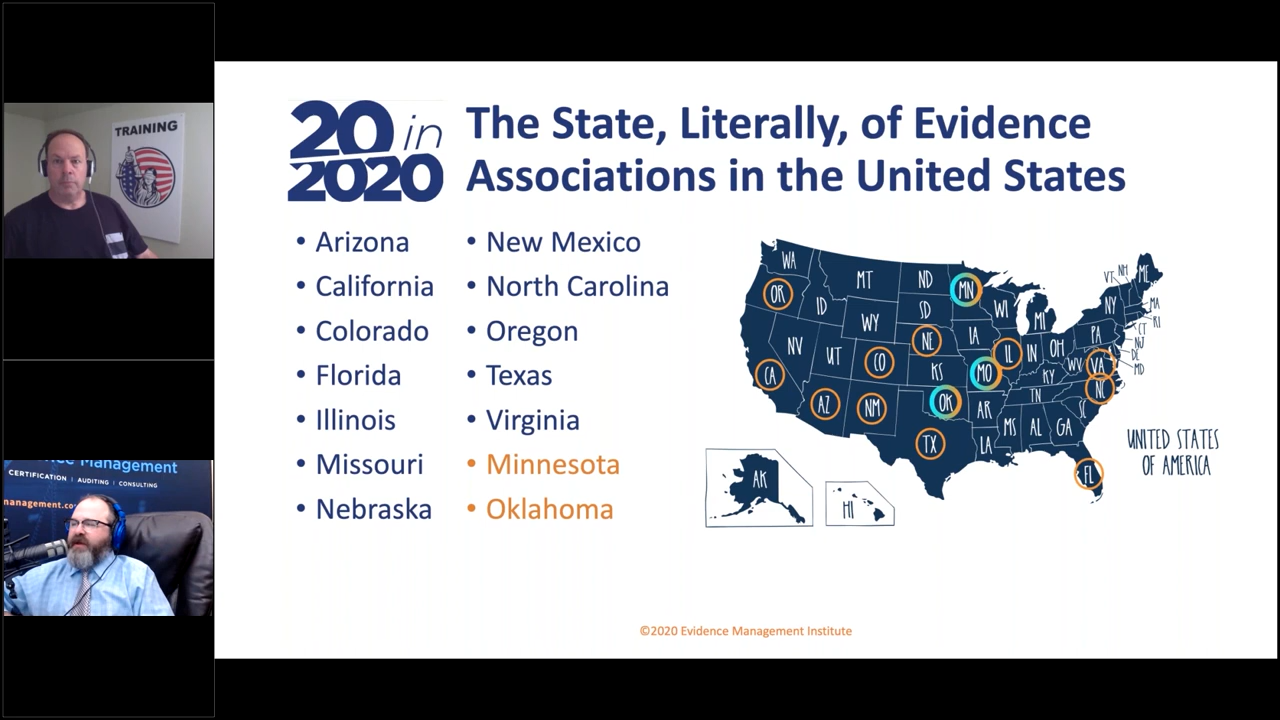 TRAINING
ce Management
CERTIFICATION | AUDITING | CONSULTING
management.co
20 in
2020
The State, Literally, of Evidence
Associations in the United States
• Arizona
• California
• Colorado
• Florida
• Illinois
• Missouri
• Nebraska
• New Mexico
• North Carolina
• Oregon
• Texas
• Virginia
• Minnesota
• Oklahoma
WA
OR
CA
ID
NV
MT
WY
UT
AZ
CO
NM
ND
SD
NE
KS
OK
TX
MN
IA
MO
AR
LA
WI
IL
MI
IN
OH
KY
TN
MS
AL
GA
FL
SC
NC
VA
WV
PA
NY
VT
NH
ME
MA
RI
CT
NJ
DE
MD
AK
HI
UNITED STATES
OF AMERICA
©2020 Evidence Management Institute